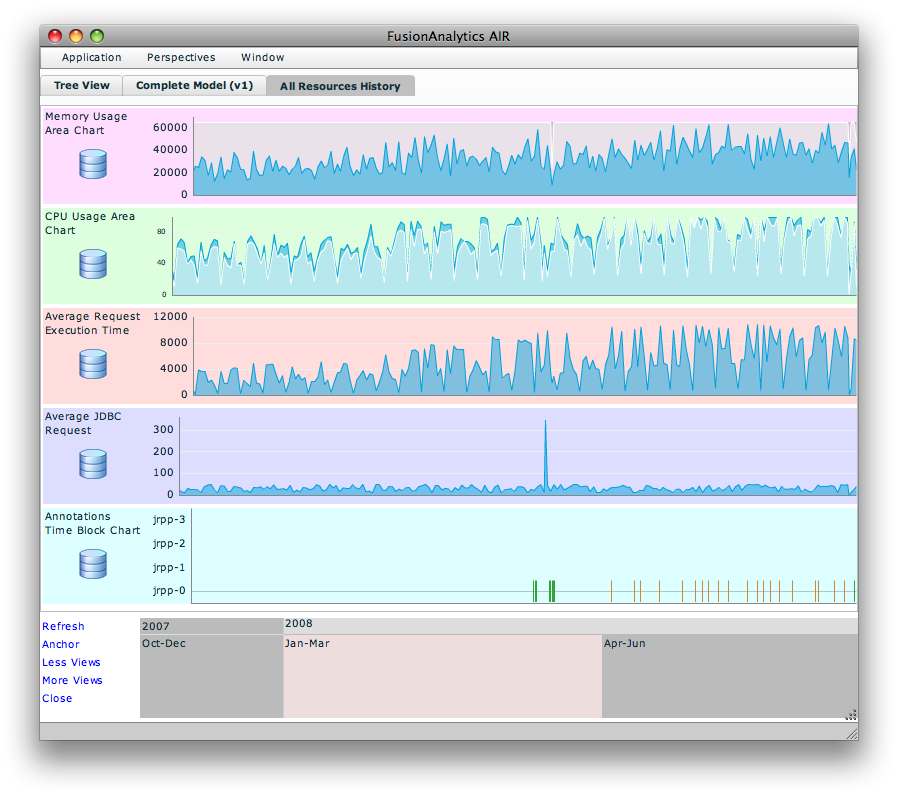 FusionAnalytics AIR
Application Perspectives Window
Tree View Complete Model (v1) All Resources History
Memory Usage
Area Chart
60000
40000
20000
0
CPU Usage Area
Chart
80
40
0
Average Request
Execution Time
12000
8000
4000
0
Average JDBC
Request
300
200
100
0
Annotations
Time Block Chart
jrpp-3
jrpp-2
jrpp-1
jrpp-0
Refresh
Anchor
Less Views
More Views
Close
2007 2008
Oct-Dec Jan-Mar Apr-Jun